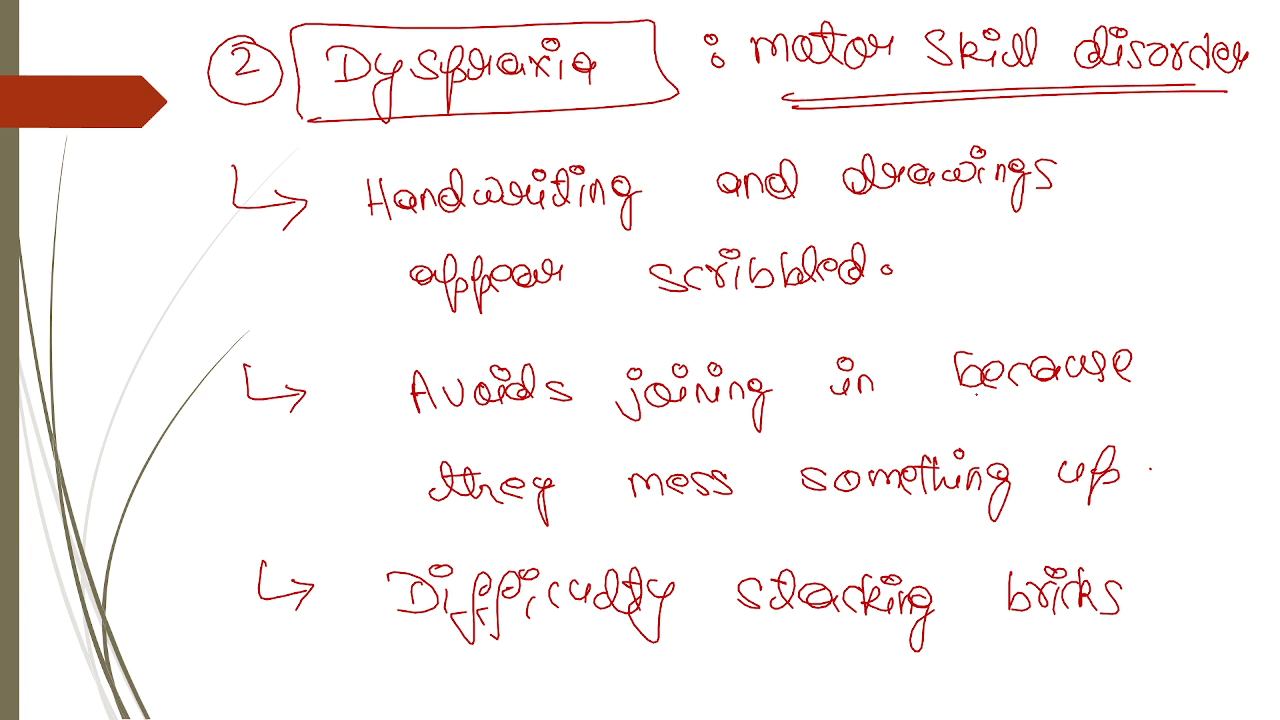 2 Dyspraxia : motor skill disorder
↳ Handwriting and drawings
appear scribbled.
↳ Avoids joining in because
they mess something up.
↳ Difficulty stacking bricks